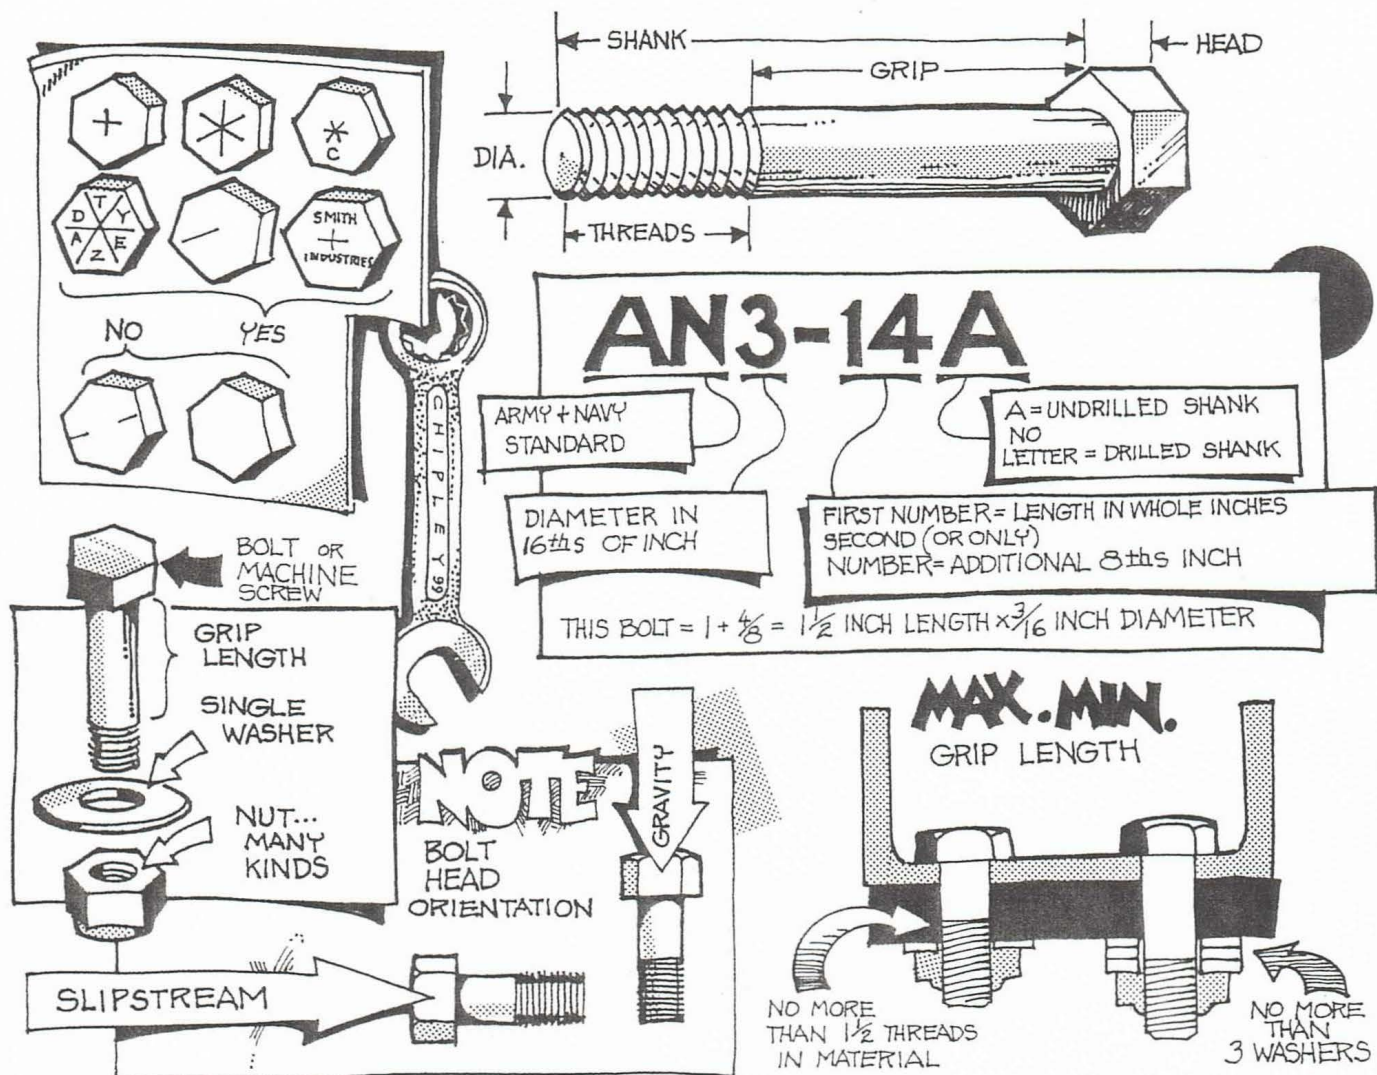 SHANK
HEAD
GRIP
DIA.
THREADS
C
D T Y
A Z E
SMITH
INDUSTRIES
NO
YES
CHIPLEY 99
AN3-14A
ARMY + NAVY
STANDARD
A = UNDRILLED SHANK
NO
LETTER = DRILLED SHANK
DIAMETER IN
16ths OF INCH
FIRST NUMBER = LENGTH IN WHOLE INCHES
SECOND (OR ONLY)
NUMBER = ADDITIONAL 8ths INCH
THIS BOLT = 1 + 4/8 = 1 1/2 INCH LENGTH x 3/16 INCH DIAMETER
BOLT OR
MACHINE
SCREW
GRIP
LENGTH
SINGLE
WASHER
NUT...
MANY
KINDS
NOTE
BOLT
HEAD
ORIENTATION
GRAVITY
SLIPSTREAM
MAX. MIN.
GRIP LENGTH
NO MORE
THAN 1 1/2 THREADS
IN MATERIAL
NO MORE
THAN
3 WASHERS